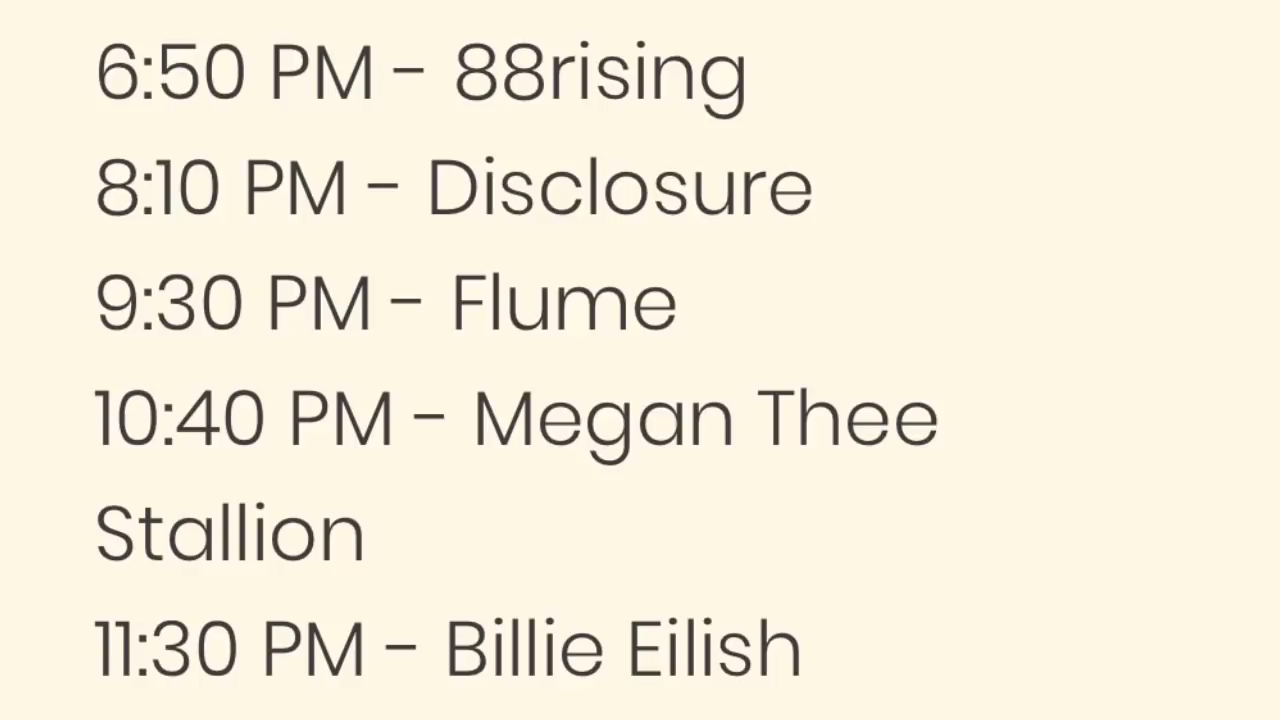 6:50 PM - 88rising
8:10 PM - Disclosure
9:30 PM - Flume
10:40 PM - Megan Thee
Stallion
11:30 PM - Billie Eilish